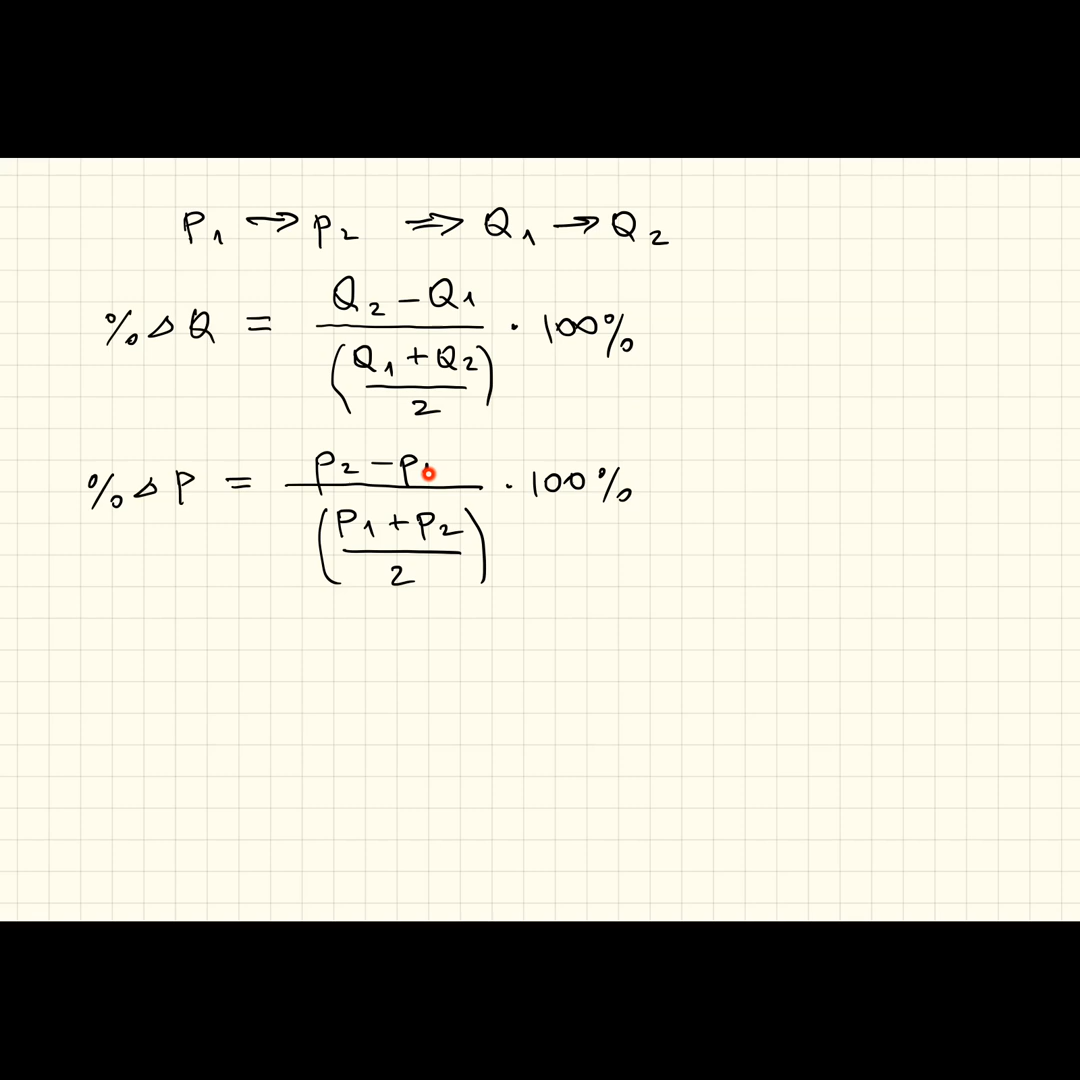 P₁ → P₂ ⇒ Q₁ → Q₂
%ΔQ = (Q₂ − Q₁) / ((Q₁ + Q₂) / 2) · 100%
%ΔP = (P₂ − P₁) / ((P₁ + P₂) / 2) · 100%